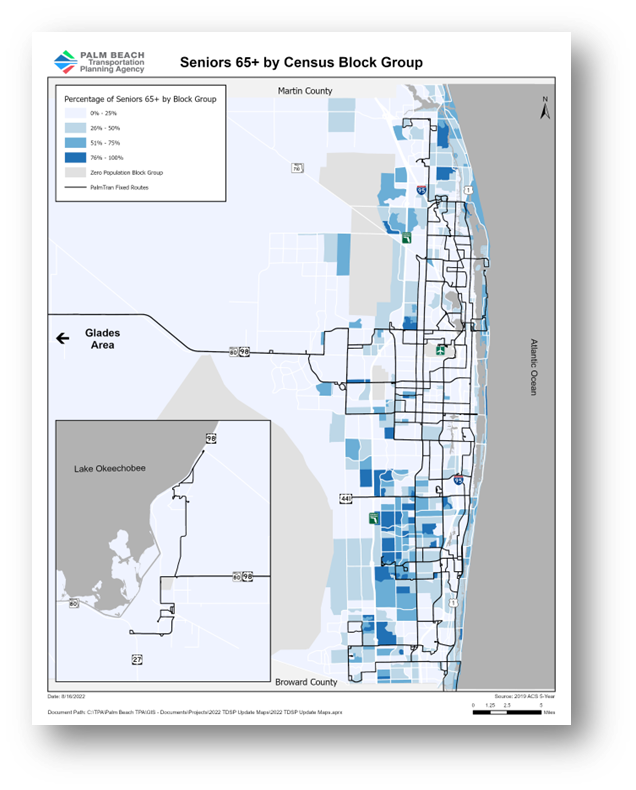 PALM BEACH
Transportation
Planning Agency
Seniors 65+ by Census Block Group
Martin County
Percentage of Seniors 65+ by Block Group
0% - 25%
26% - 50%
51% - 75%
76% - 100%
Zero Population Block Group
PalmTran Fixed Routes
N
95
1
Glades
Area
80 98
Atlantic Ocean
98
Lake Okeechobee
95
441
80 98
80
1
27
Broward County
Date: 8/16/2022
Source: 2019 ACS 5-Year
Document Path: C:\TPA\Palm Beach TPA\GIS - Documents\Projects\2022 TDSP Update Maps\2022 TDSP Update Maps.aprx
0 1.25 2.5 5
Miles